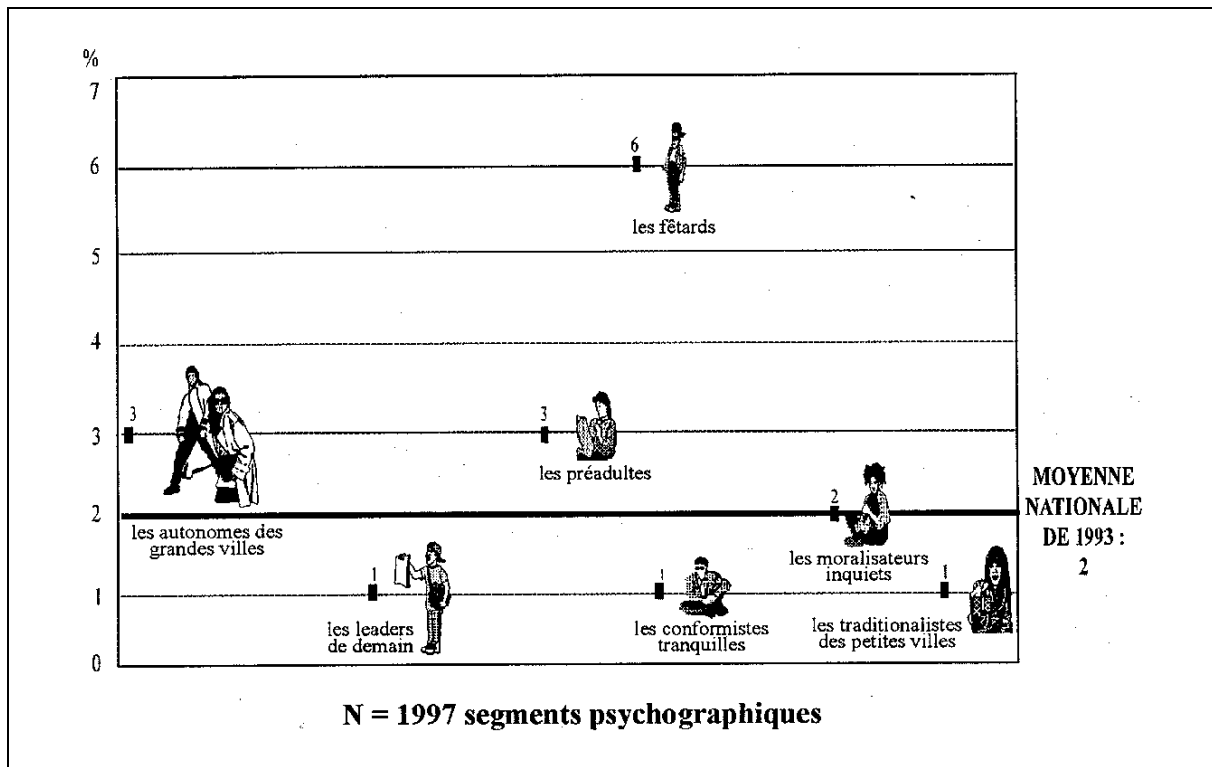 %
7
6
5
4
3
2
1
0
6
les fêtards
3
les autonomes des
grandes villes
3
les préadultes
2
les moralisateurs
inquiets
1
les leaders
de demain
1
les conformistes
tranquilles
1
les traditionalistes
des petites villes
MOYENNE
NATIONALE
DE 1993 :
2
N = 1997 segments psychographiques